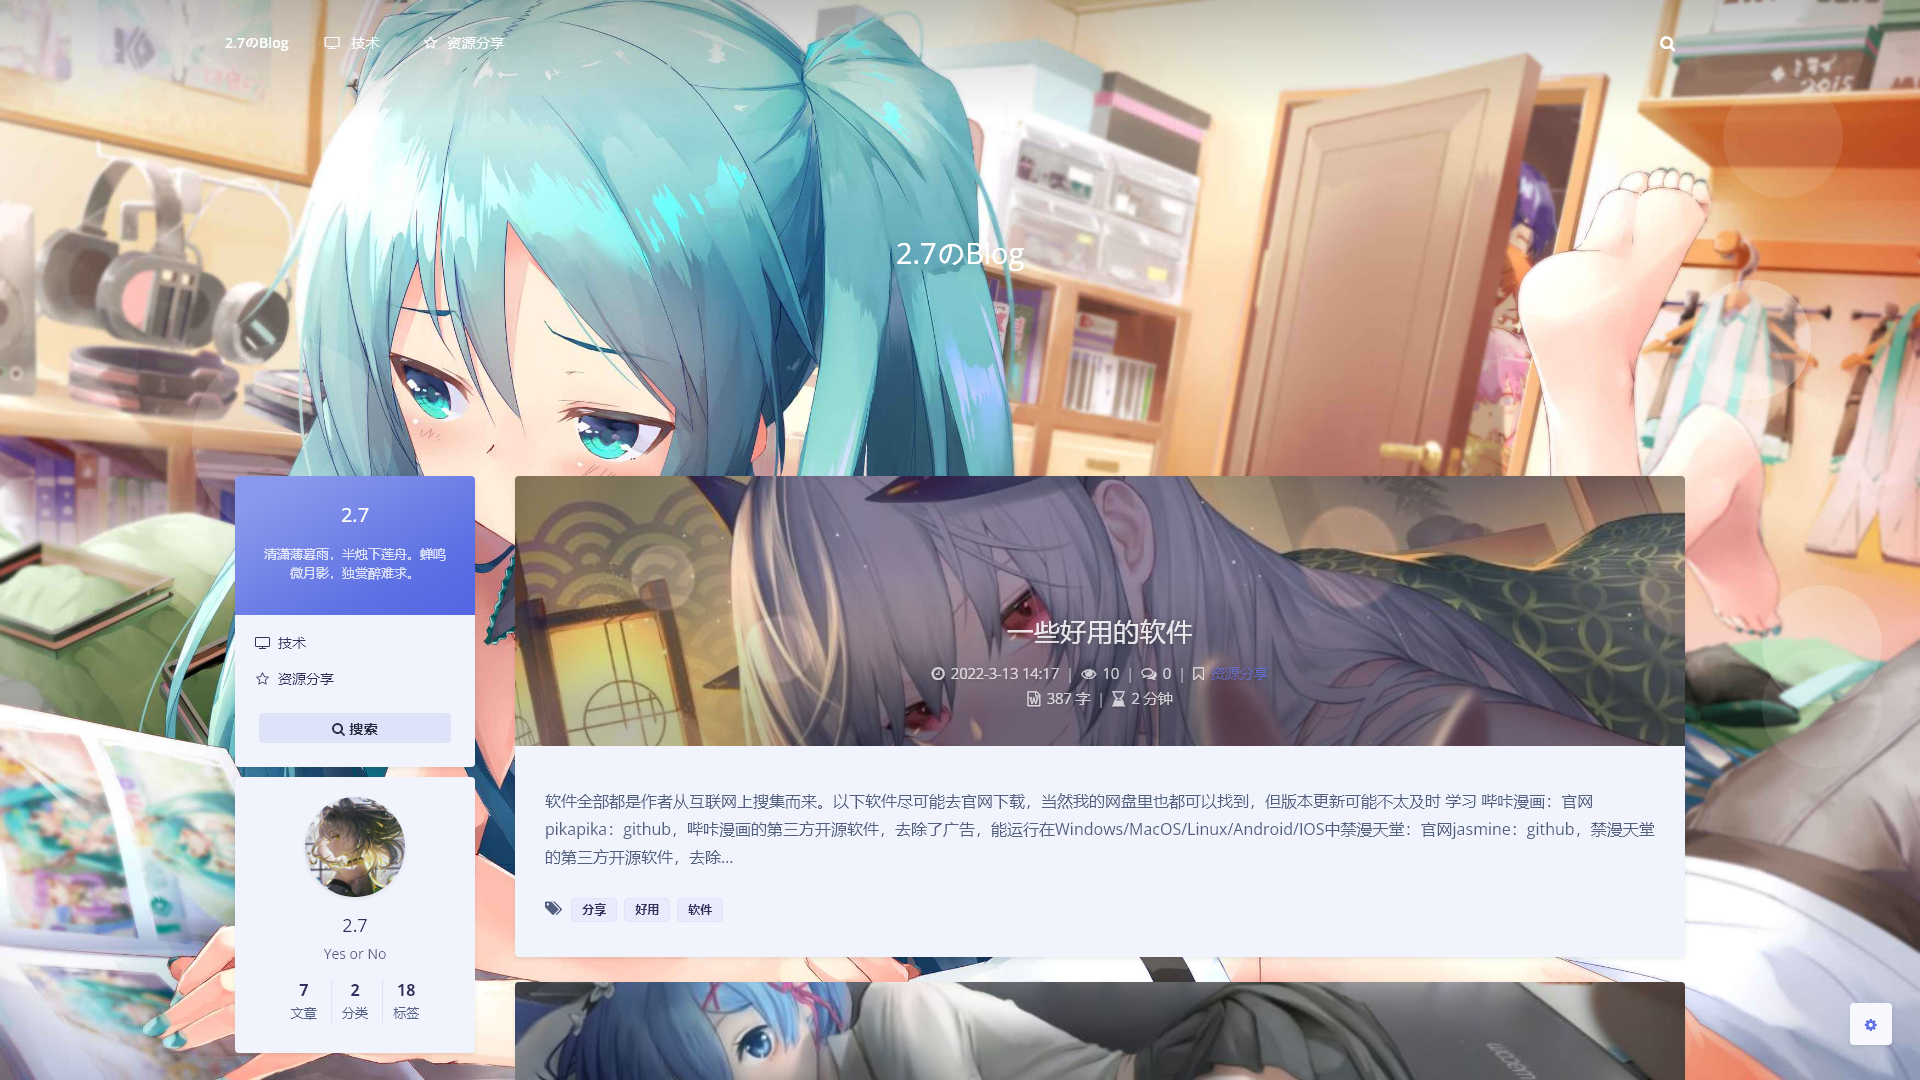 2.7のBlog 技术 资源分享
2015
2.7のBlog
2.7
清潇薄暮雨，半烛下莲舟。蝉鸣
微月影，独赏醉难求。
技术
资源分享
搜索
2.7
Yes or No
7 2 18
文章 分类 标签
一些好用的软件
2022-3-13 14:17 | 10 | 0 | 资源分享
387 字 | 2 分钟
软件全部都是作者从互联网上搜集而来。以下软件尽可能去官网下载，当然我的网盘里也都可以找到，但版本更新可能不太及时 学习 哔咔漫画：官网
pikapika：github，哔咔漫画的第三方开源软件，去除了广告，能运行在Windows/MacOS/Linux/Android/IOS中禁漫天堂：官网jasmine：github，禁漫天堂
的第三方开源软件，去除...
分享 好用 软件
wacom